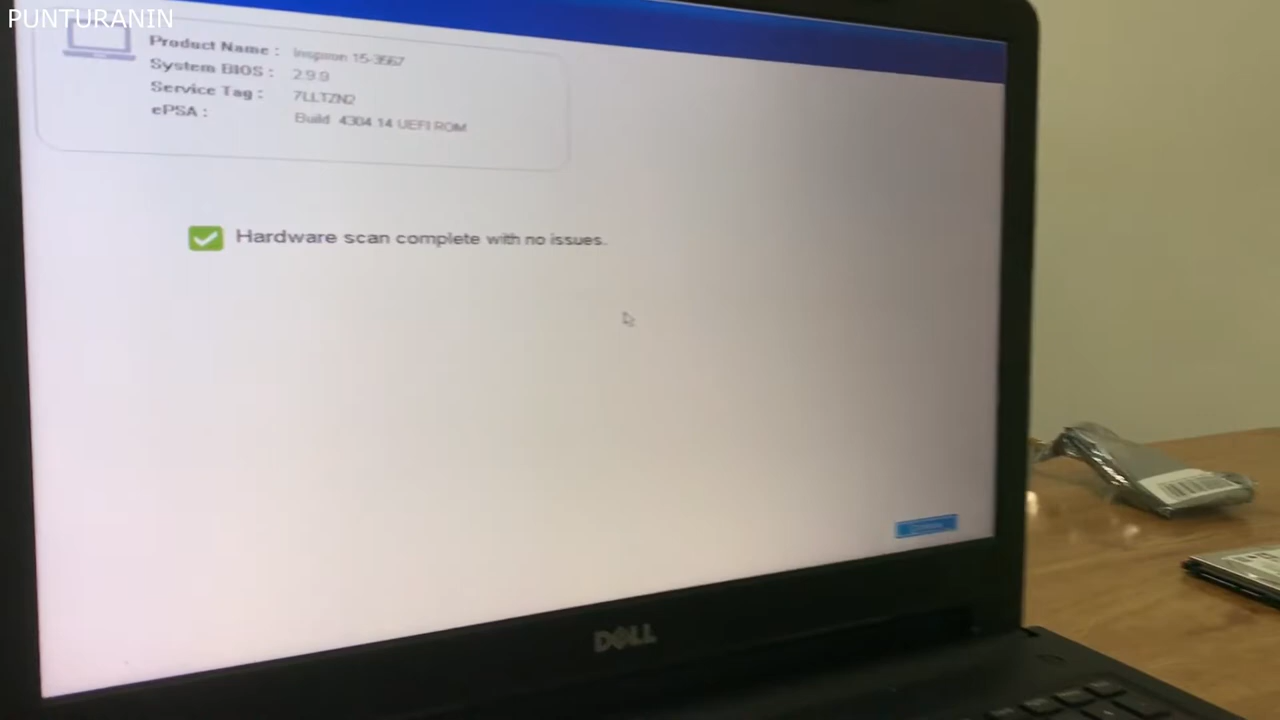 PUNTURANIN
Product Name : Inspiron 15-3567
System BIOS : 2.9.0
Service Tag : 7LLTZN2
ePSA : Build 4304.14 UEFI ROM
Hardware scan complete with no issues.
DELL